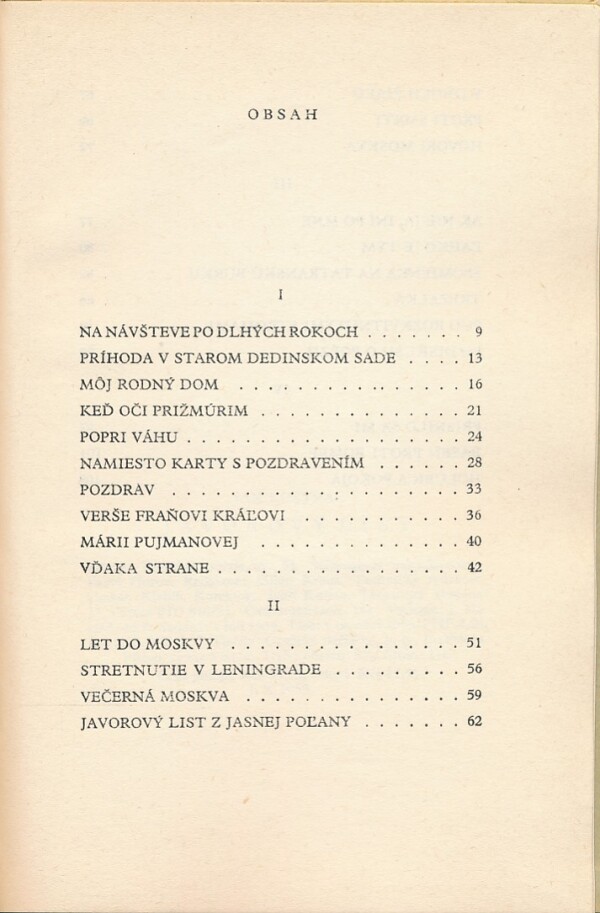 OBSAH
I
NA NÁVŠTEVE PO DLHÝCH ROKOCH . . . . . . . 9
PRÍHODA V STAROM DEDINSKOM SADE . . . . 13
MÔJ RODNÝ DOM . . . . . . . . . . . . . . . 16
KEĎ OČI PRIŽMÚRIM . . . . . . . . . . . . . . 21
POPRI VÁHU . . . . . . . . . . . . . . . . . . 24
NAMIESTO KARTY S POZDRAVENÍM . . . . . . 28
POZDRAV . . . . . . . . . . . . . . . . . . . 33
VERŠE FRAŇOVI KRÁĽOVI . . . . . . . . . . . 36
MÁRII PUJMANOVEJ . . . . . . . . . . . . . . 40
VĎAKA STRANE . . . . . . . . . . . . . . . . . 42
II
LET DO MOSKVY . . . . . . . . . . . . . . . . 51
STRETNUTIE V LENINGRADE . . . . . . . . . 56
VEČERNÁ MOSKVA . . . . . . . . . . . . . . . 59
JAVOROVÝ LIST Z JASNEJ POĽANY . . . . . . . 62